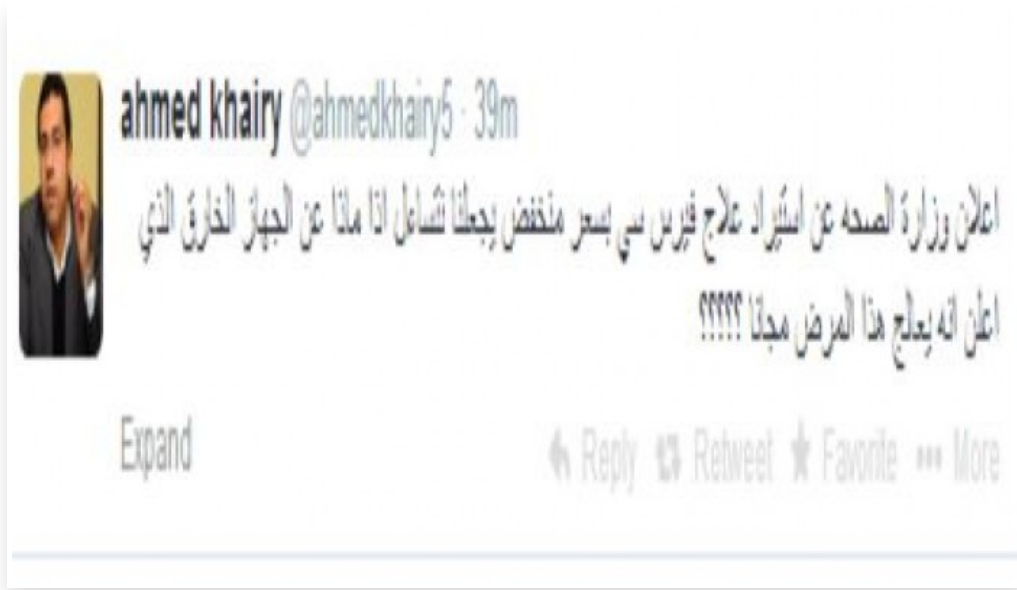 ahmed khairy @ahmedkhairy5 · 39m
اعلان وزارة الصحه عن استيراد علاج فيرس سي بسعر منخفض يجعلنا نتساءل اذا ماذا عن الجهاز الخارق الذي
اعلن انه يعالج هذا المرض مجانا ؟؟؟؟؟
Expand Reply Retweet Favorite More